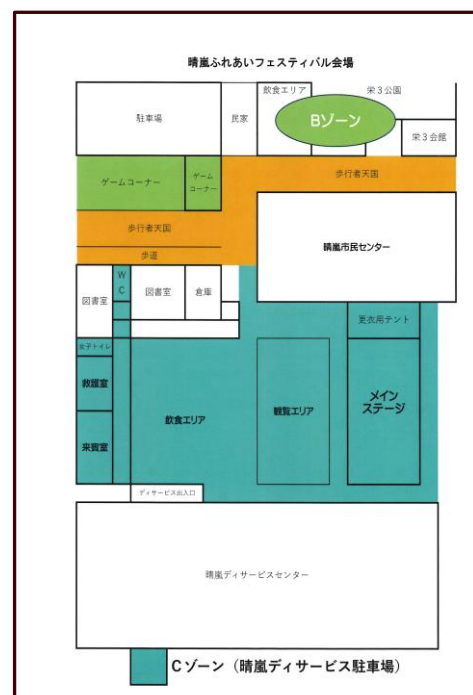 晴嵐ふれあいフェスティバル会場
飲食エリア
栄３公園
駐車場
民家
Bゾーン
栄３会館
ゲームコーナー
ゲーム
コーナー
歩行者天国
歩行者天国
歩道
晴嵐市民センター
W
C
図書室
図書室
倉庫
更衣用テント
女子トイレ
救護室
飲食エリア
観覧エリア
メイン
ステージ
来賓室
ディサービス出入口
晴嵐ディサービスセンター
Cゾーン（晴嵐ディサービス駐車場）